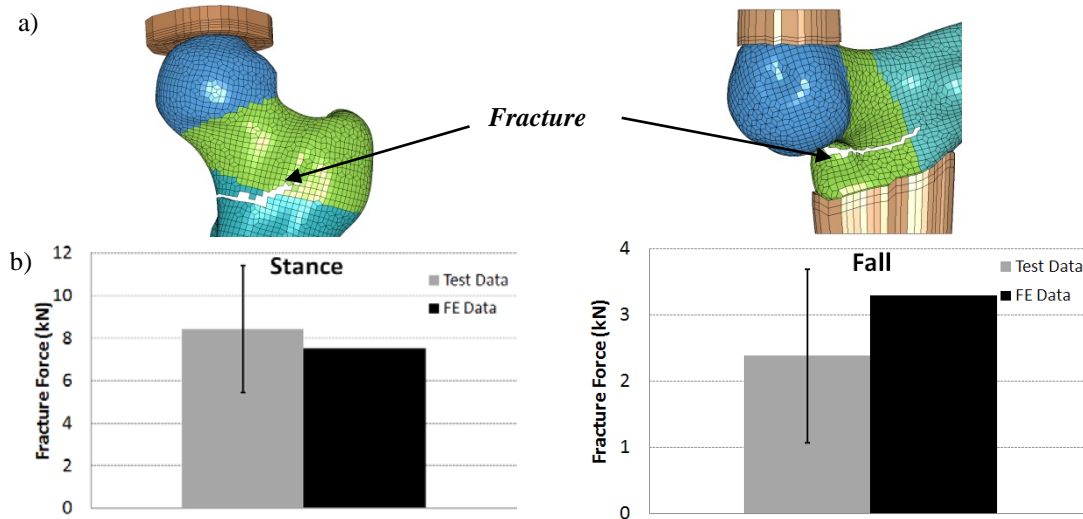 a)
Fracture
b)
Stance
Test Data
FE Data
Fracture Force (kN)
12
10
8
6
4
2
0
Fall
Test Data
FE Data
Fracture Force (kN)
4
3
2
1
0